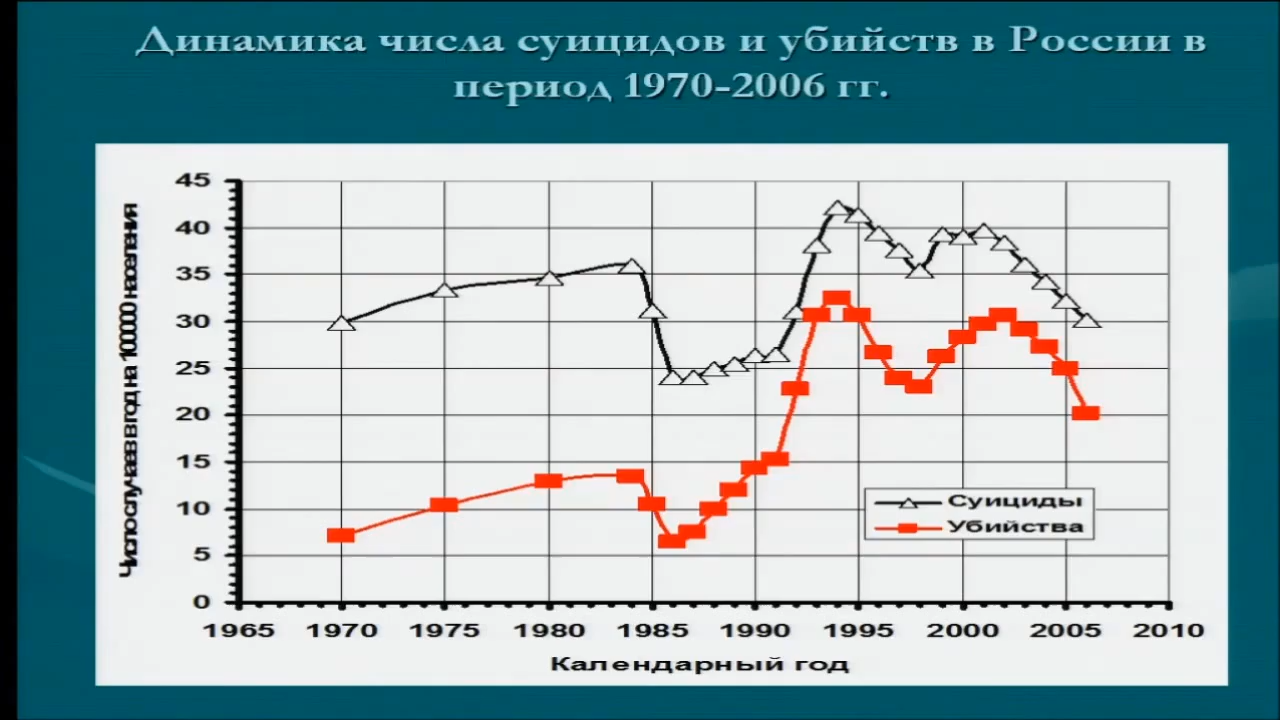 Динамика числа суицидов и убийств в России в
период 1970-2006 гг.
Число случаев в год на 100000 населения
45
40
35
30
25
20
15
10
5
0
1965 1970 1975 1980 1985 1990 1995 2000 2005 2010
Календарный год
Суициды
Убийства